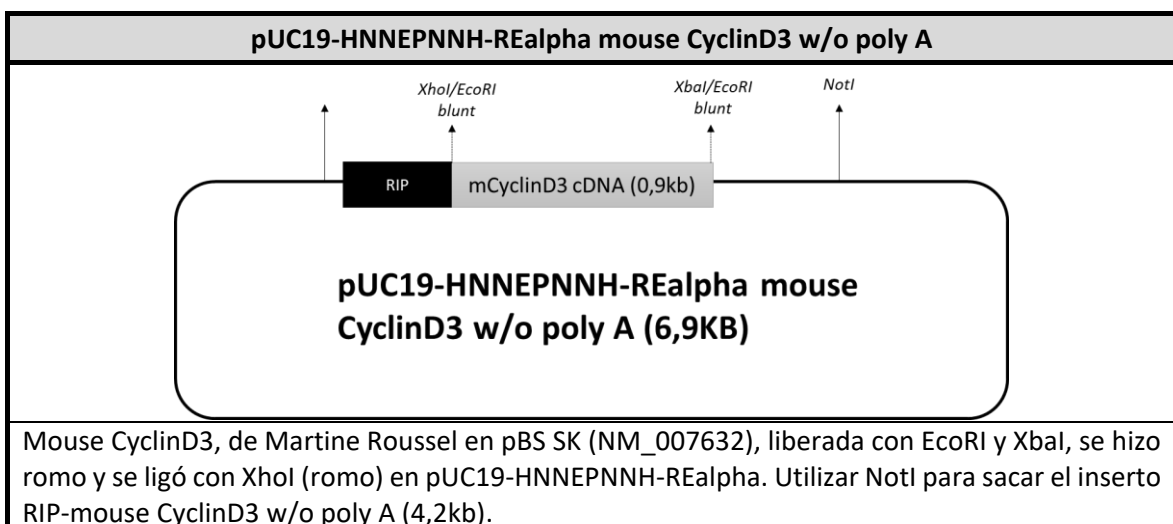 pUC19-HNNEPNNH-REalpha mouse CyclinD3 w/o poly A
XhoI/EcoRI
blunt
XbaI/EcoRI
blunt
NotI
RIP
mCyclinD3 cDNA (0,9kb)
pUC19-HNNEPNNH-REalpha mouse
CyclinD3 w/o poly A (6,9KB)
Mouse CyclinD3, de Martine Roussel en pBS SK (NM_007632), liberada con EcoRI y XbaI, se hizo
romo y se ligó con XhoI (romo) en pUC19-HNNEPNNH-REalpha. Utilizar NotI para sacar el inserto
RIP-mouse CyclinD3 w/o poly A (4,2kb).